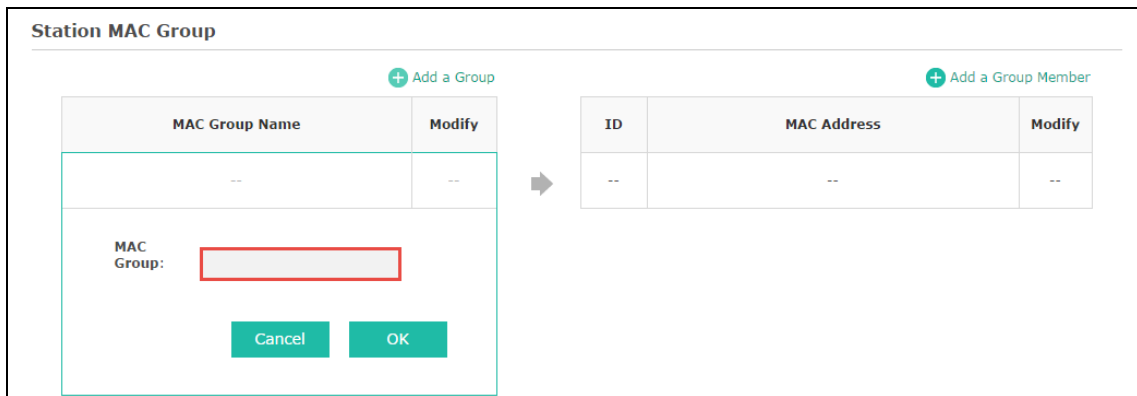 Station MAC Group
Add a Group
Add a Group Member
MAC Group Name Modify
ID MAC Address Modify
-- --
-- -- --
MAC
Group:
Cancel OK